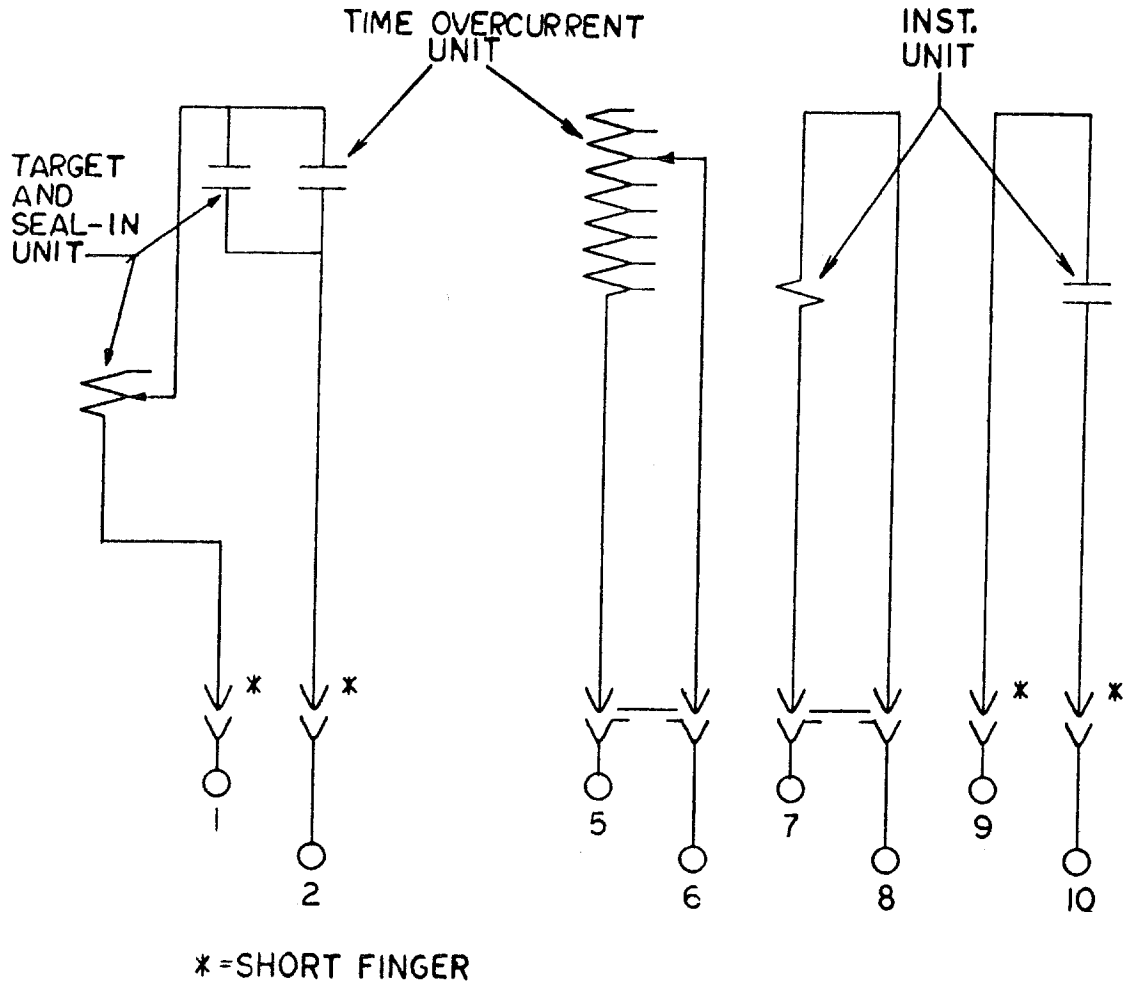 TIME OVERCURRENT
UNIT
INST.
UNIT
TARGET
AND
SEAL-IN
UNIT
*
*
*
*
1
2
5
6
7
8
9
10
*=SHORT FINGER